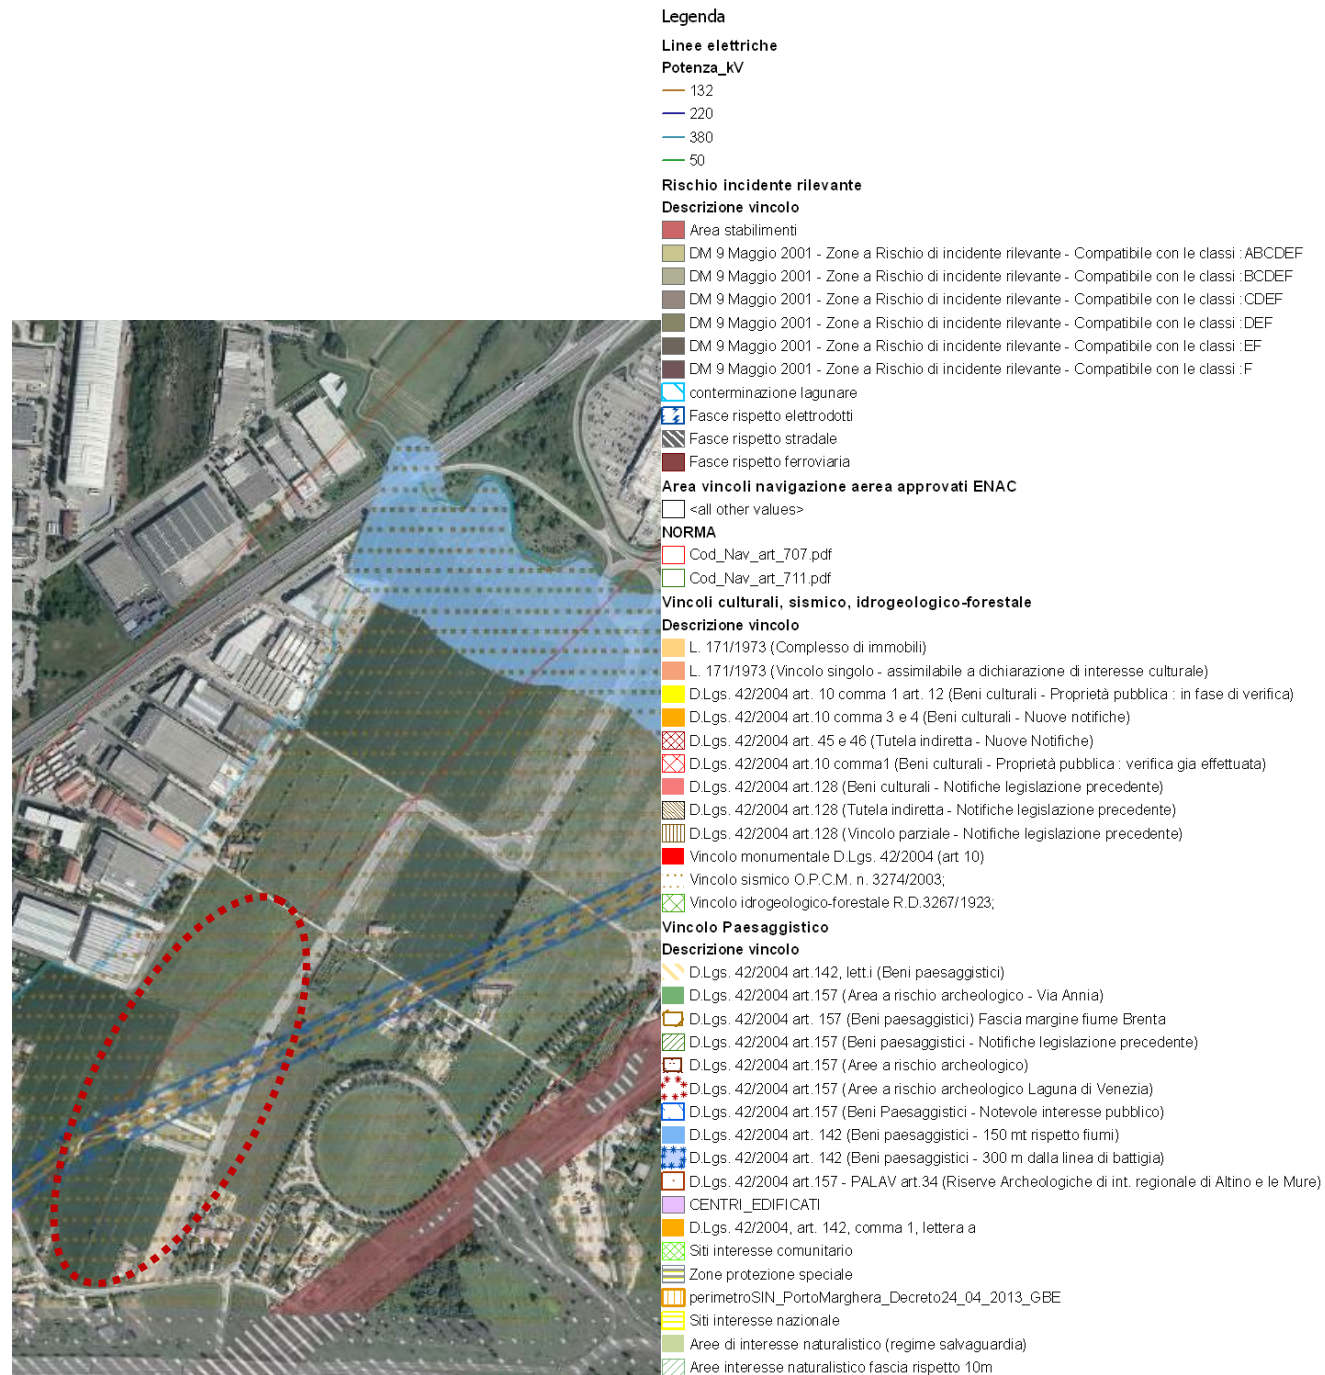 Legenda
Linee elettriche
Potenza_kV
132
220
380
50
Rischio incidente rilevante
Descrizione vincolo
Area stabilimenti
DM 9 Maggio 2001 - Zone a Rischio di incidente rilevante - Compatibile con le classi : ABCDEF
DM 9 Maggio 2001 - Zone a Rischio di incidente rilevante - Compatibile con le classi : BCDEF
DM 9 Maggio 2001 - Zone a Rischio di incidente rilevante - Compatibile con le classi : CDEF
DM 9 Maggio 2001 - Zone a Rischio di incidente rilevante - Compatibile con le classi : DEF
DM 9 Maggio 2001 - Zone a Rischio di incidente rilevante - Compatibile con le classi : EF
DM 9 Maggio 2001 - Zone a Rischio di incidente rilevante - Compatibile con le classi : F
conterminazione lagunare
Fasce rispetto elettrodotti
Fasce rispetto stradale
Fasce rispetto ferroviaria
Area vincoli navigazione aerea approvati ENAC
<all other values>
NORMA
Cod_Nav_art_707.pdf
Cod_Nav_art_711.pdf
Vincoli culturali, sismico, idrogeologico-forestale
Descrizione vincolo
L. 171/1973 (Complesso di immobili)
L. 171/1973 (Vincolo singolo - assimilabile a dichiarazione di interesse culturale)
D.Lgs. 42/2004 art. 10 comma 1 art. 12 (Beni culturali - Proprietà pubblica : in fase di verifica)
D.Lgs. 42/2004 art.10 comma 3 e 4 (Beni culturali - Nuove notifiche)
D.Lgs. 42/2004 art. 45 e 46 (Tutela indiretta - Nuove Notifiche)
D.Lgs. 42/2004 art.10 comma1 (Beni culturali - Proprietà pubblica : verifica gia effettuata)
D.Lgs. 42/2004 art.128 (Beni culturali - Notifiche legislazione precedente)
D.Lgs. 42/2004 art.128 (Tutela indiretta - Notifiche legislazione precedente)
D.Lgs. 42/2004 art.128 (Vincolo parziale - Notifiche legislazione precedente)
Vincolo monumentale D.Lgs. 42/2004 (art 10)
Vincolo sismico O.P.C.M. n. 3274/2003;
Vincolo idrogeologico-forestale R.D.3267/1923;
Vincolo Paesaggistico
Descrizione vincolo
D.Lgs. 42/2004 art.142, lett.i (Beni paesaggistici)
D.Lgs. 42/2004 art.157 (Area a rischio archeologico - Via Annia)
D.Lgs. 42/2004 art. 157 (Beni paesaggistici) Fascia margine fiume Brenta
D.Lgs. 42/2004 art.157 (Beni paesaggistici - Notifiche legislazione precedente)
D.Lgs. 42/2004 art.157 (Aree a rischio archeologico)
D.Lgs. 42/2004 art.157 (Aree a rischio archeologico Laguna di Venezia)
D.Lgs. 42/2004 art.157 (Beni Paesaggistici - Notevole interesse pubblico)
D.Lgs. 42/2004 art. 142 (Beni paesaggistici - 150 mt rispetto fiumi)
D.Lgs. 42/2004 art. 142 (Beni paesaggistici - 300 m dalla linea di battigia)
D.Lgs. 42/2004 art.157 - PALAV art.34 (Riserve Archeologiche di int. regionale di Altino e le Mure)
CENTRI_EDIFICATI
D.Lgs. 42/2004, art. 142, comma 1, lettera a
Siti interesse comunitario
Zone protezione speciale
perimetroSIN_PortoMarghera_Decreto24_04_2013_GBE
Siti interesse nazionale
Aree di interesse naturalistico (regime salvaguardia)
Aree interesse naturalistico fascia rispetto 10m